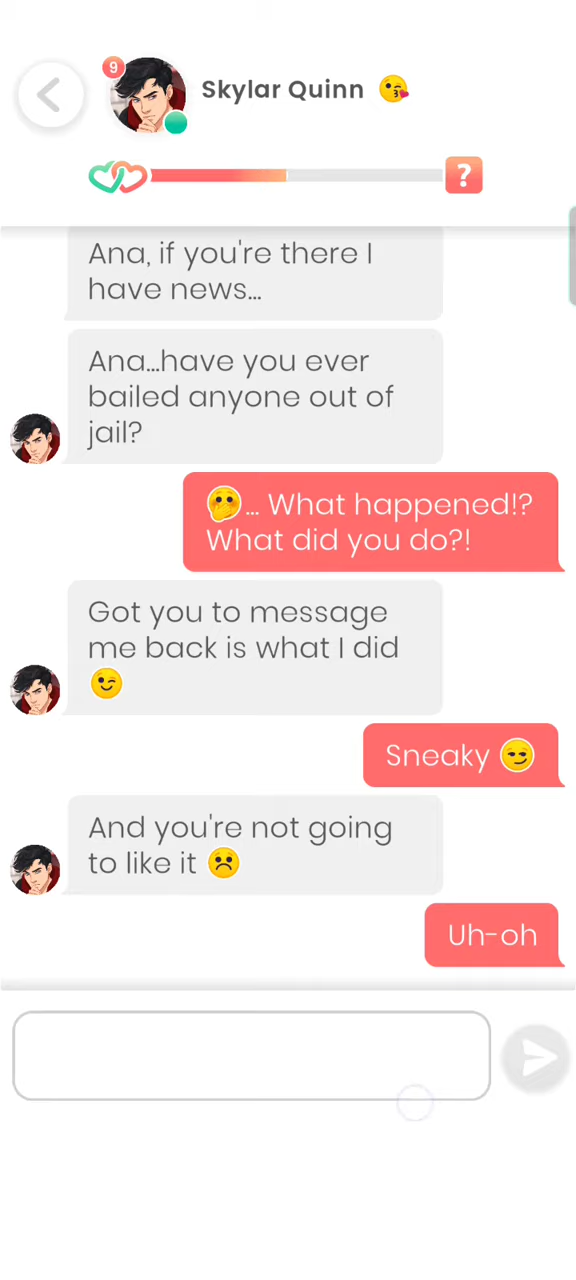 9
Skylar Quinn 😘
?
Ana, if you're there I
have news...
Ana...have you ever
bailed anyone out of
jail?
🤭... What happened!?
What did you do?!
Got you to message
me back is what I did
😉
Sneaky 😏
And you're not going
to like it ☹️
Uh-oh